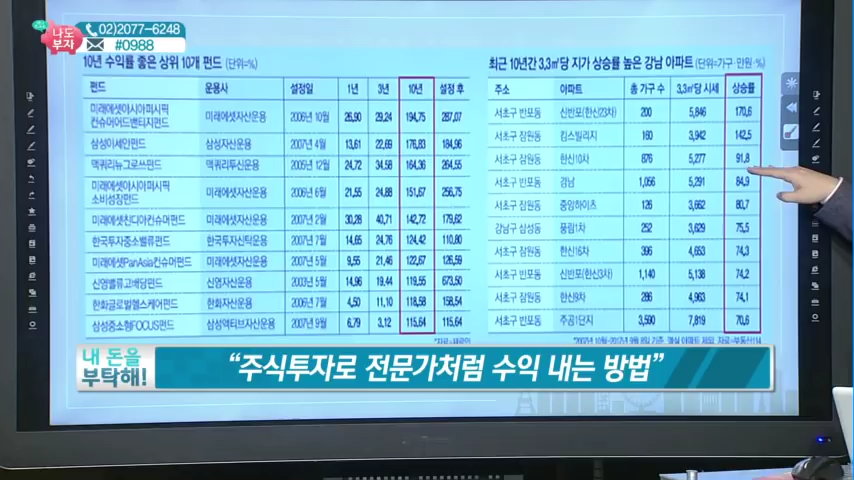 나도
부자
02)2077-6248
#0988
10년 수익률 좋은 상위 10개 펀드 (단위=%)
펀드 운용사 설정일 1년 3년 10년 설정 후
미래에셋아시아퍼시픽
컨슈머어드밴티지펀드 미래에셋자산운용 2006년 10월 26.90 29.24 194.75 287.07
삼성이세안펀드 삼성자산운용 2007년 4월 13.61 22.69 176.83 184.96
맥쿼리뉴그로쓰펀드 맥쿼리투신운용 2005년 12월 24.72 34.58 164.36 264.55
미래에셋아시아퍼시픽
소비성장펀드 미래에셋자산운용 2006년 6월 21.55 24.88 151.67 256.75
미래에셋친디아컨슈머펀드 미래에셋자산운용 2007년 2월 30.28 40.71 142.72 179.62
한국투자중소밸류펀드 한국투자신탁운용 2007년 7월 14.65 24.76 124.42 110.80
미래에셋PanAsia컨슈머펀드 미래에셋자산운용 2007년 5월 9.55 21.46 122.67 126.59
신영밸류고배당펀드 신영자산운용 2003년 5월 14.96 19.44 119.55 673.50
한화글로벌헬스케어펀드 한화자산운용 2006년 7월 4.50 11.10 118.58 158.54
삼성중소형FOCUS펀드 삼성액티브자산운용 2007년 9월 6.79 3.12 115.64 115.64
*자료=제로인
최근 10년간 3.3㎡당 지가 상승률 높은 강남 아파트 (단위=가구·만원·%)
주소 아파트 총 가구 수 3.3㎡당 시세 상승률
서초구 반포동 신반포(한신23차) 200 5,846 170.6
서초구 잠원동 킴스빌리지 160 3,942 142.5
서초구 잠원동 한신10차 876 5,277 91.8
서초구 반포동 경남 1,056 5,291 84.9
서초구 잠원동 중앙하이츠 126 3,662 80.7
강남구 삼성동 풍림1차 252 3,629 75.5
서초구 잠원동 한신16차 396 4,653 74.3
서초구 반포동 신반포(한신3차) 1,140 5,138 74.2
서초구 잠원동 한신9차 286 4,963 74.1
서초구 반포동 주공1단지 3,590 7,819 70.6
내 돈을
부탁해!
“주식투자로 전문가처럼 수익 내는 방법”